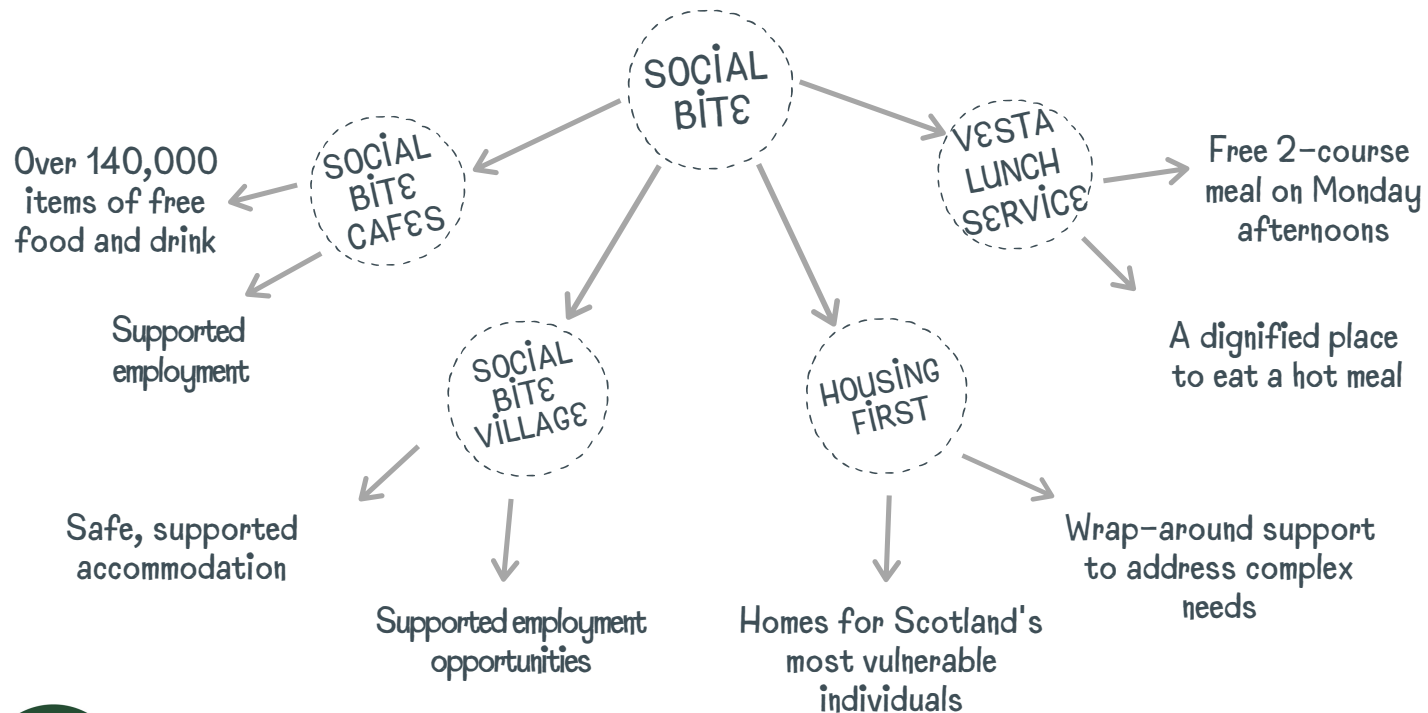 SOCIAL
BITE
SOCIAL
BITE
CAFES
Over 140,000
items of free
food and drink
Supported
employment
VESTA
LUNCH
SERVICE
Free 2-course
meal on Monday
afternoons
A dignified place
to eat a hot meal
SOCIAL
BITE
VILLAGE
Safe, supported
accommodation
Supported employment
opportunities
HOUSING
FIRST
Homes for Scotland's
most vulnerable
individuals
Wrap-around support
to address complex
needs